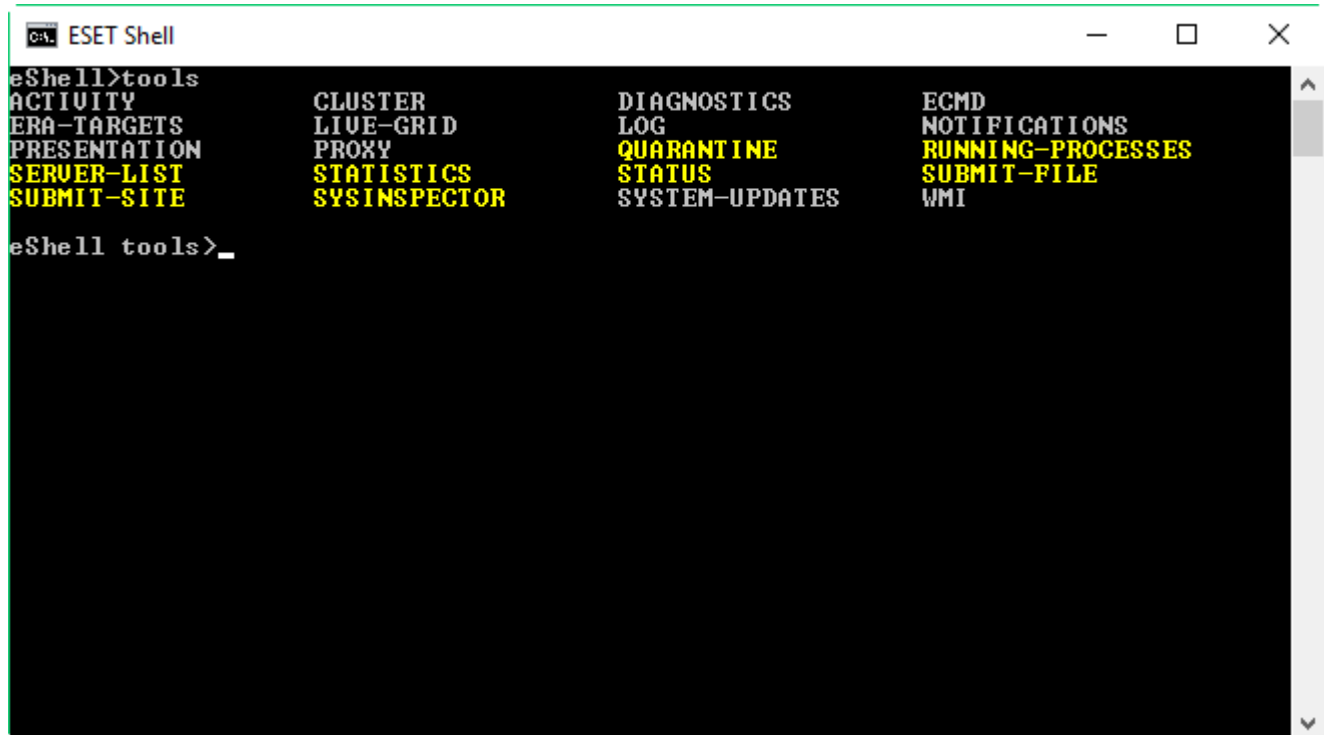 ESET Shell
eShell>tools
ACTIVITY CLUSTER DIAGNOSTICS ECMD
ERA-TARGETS LIVE-GRID LOG NOTIFICATIONS
PRESENTATION PROXY QUARANTINE RUNNING-PROCESSES
SERVER-LIST STATISTICS STATUS SUBMIT-FILE
SUBMIT-SITE SYSINSPECTOR SYSTEM-UPDATES WMI
eShell tools>_